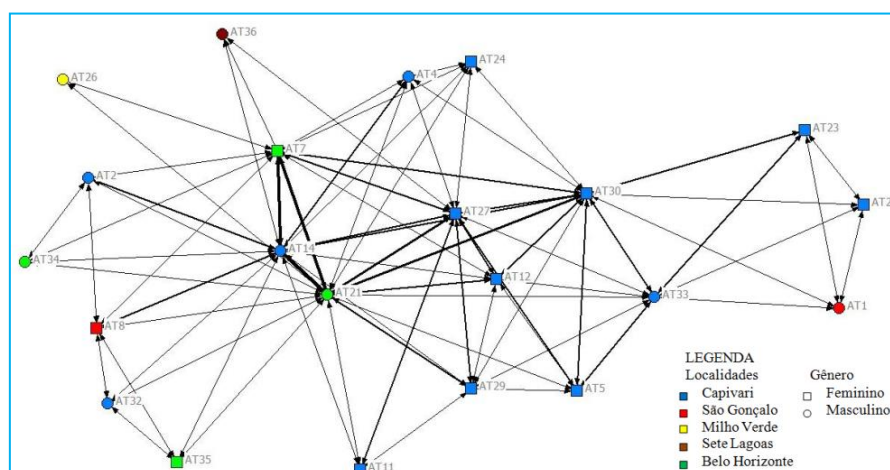 AT36
AT24
AT4
AT26
AT23
AT7
AT2
AT30
AT27
AT14
AT34
AT12
AT21
AT33
AT1
AT8
LEGENDA
Localidades Gênero
Capivari Feminino
São Gonçalo Masculino
Milho Verde
Sete Lagoas
Belo Horizonte
AT29
AT5
AT32
AT35
AT11